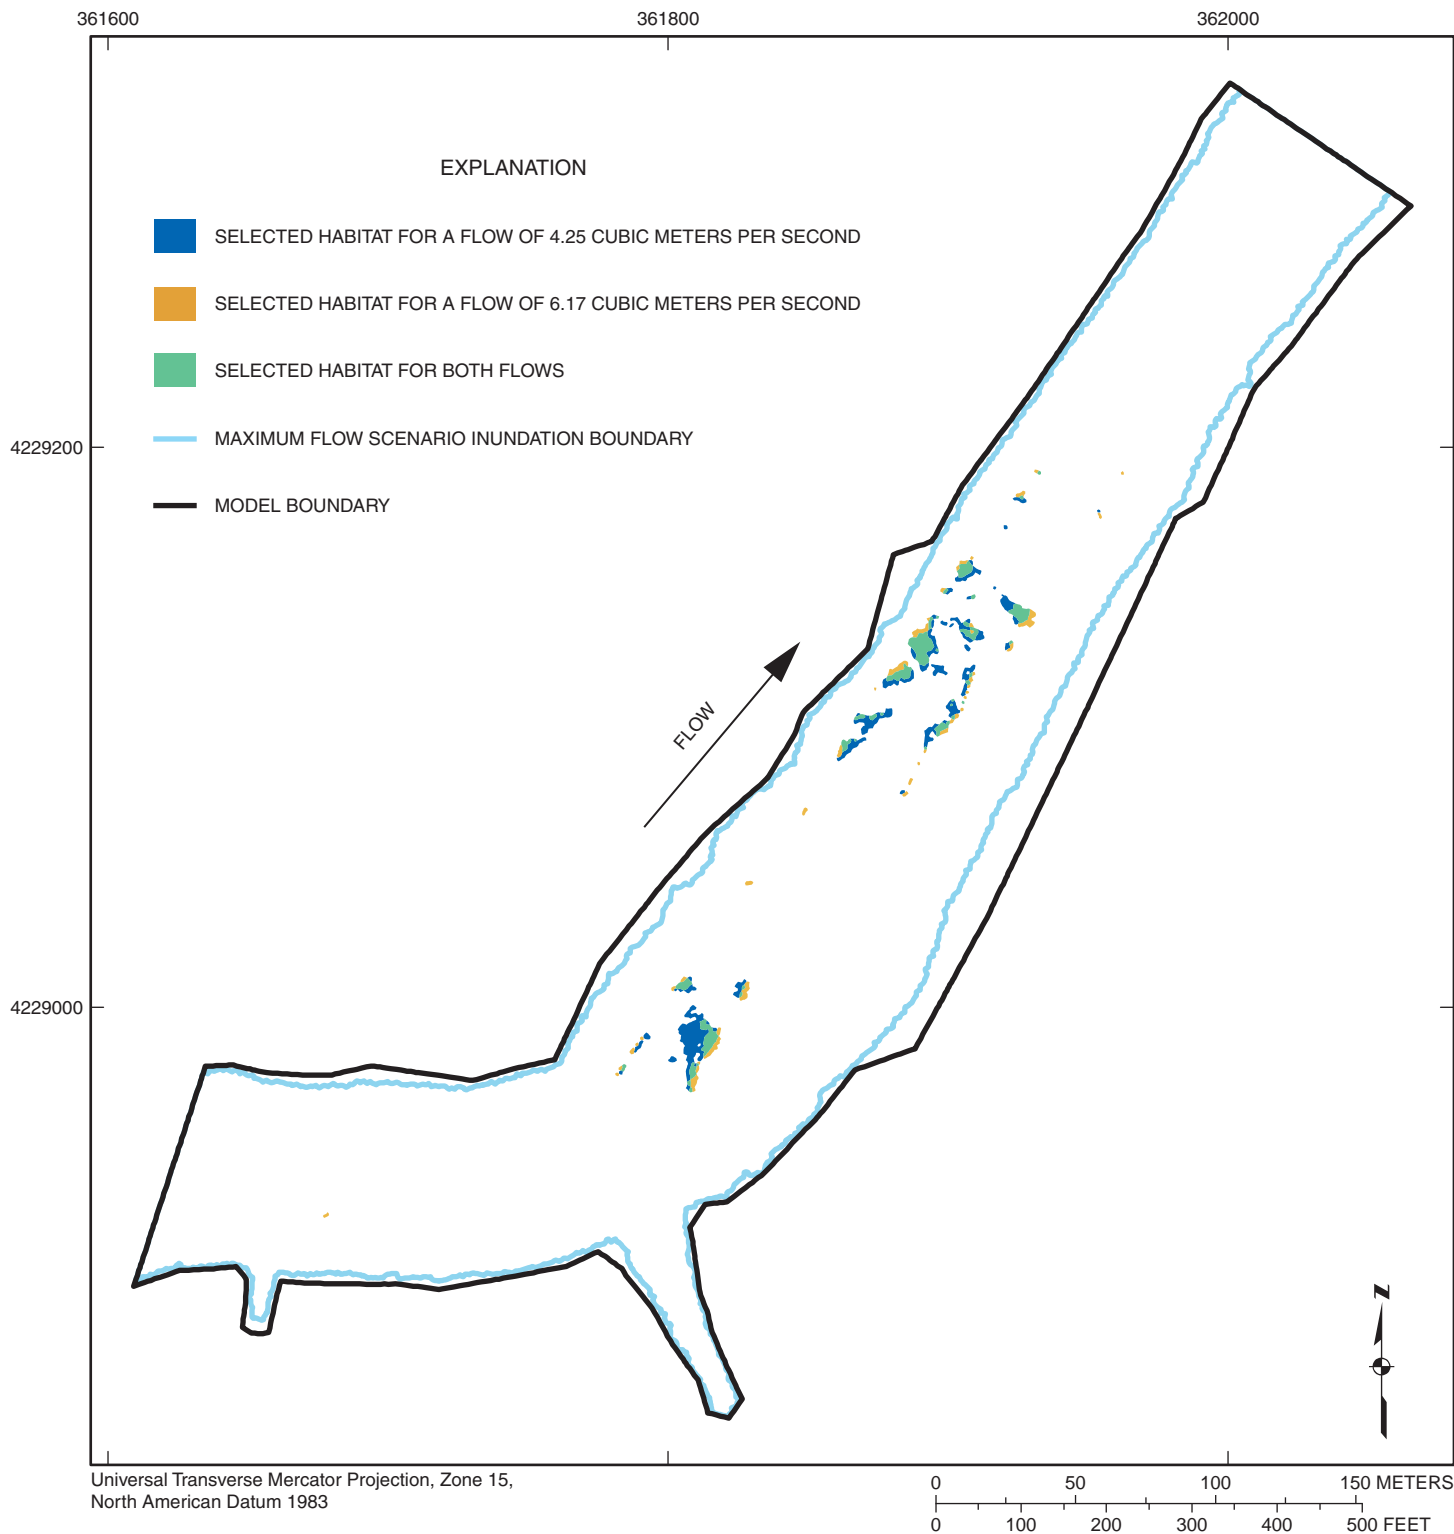 361600 361800 362000
EXPLANATION
SELECTED HABITAT FOR A FLOW OF 4.25 CUBIC METERS PER SECOND
SELECTED HABITAT FOR A FLOW OF 6.17 CUBIC METERS PER SECOND
SELECTED HABITAT FOR BOTH FLOWS
MAXIMUM FLOW SCENARIO INUNDATION BOUNDARY
4229200
MODEL BOUNDARY
FLOW
4229000
N
Universal Transverse Mercator Projection, Zone 15,
North American Datum 1983
0 50 100 150 METERS
0 100 200 300 400 500 FEET